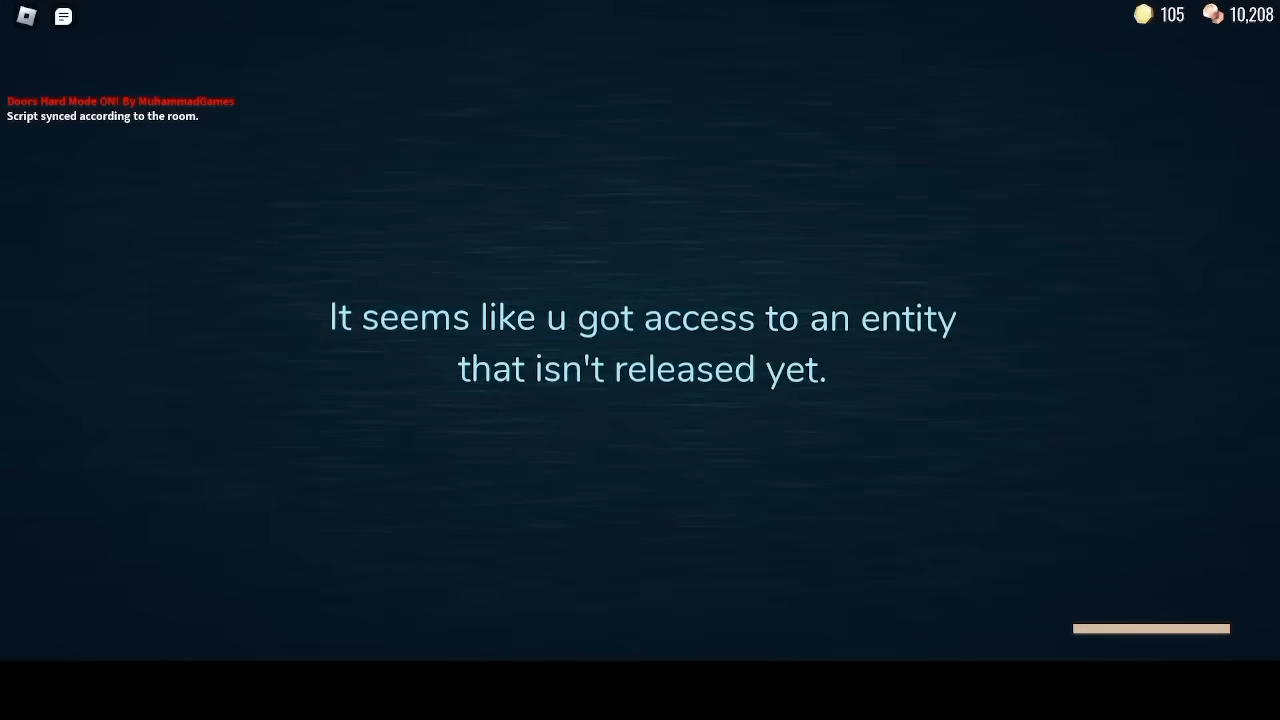 105 10,208
Doors Hard Mode ON! By MuhammadGames
Script synced according to the room.
It seems like u got access to an entity
that isn't released yet.